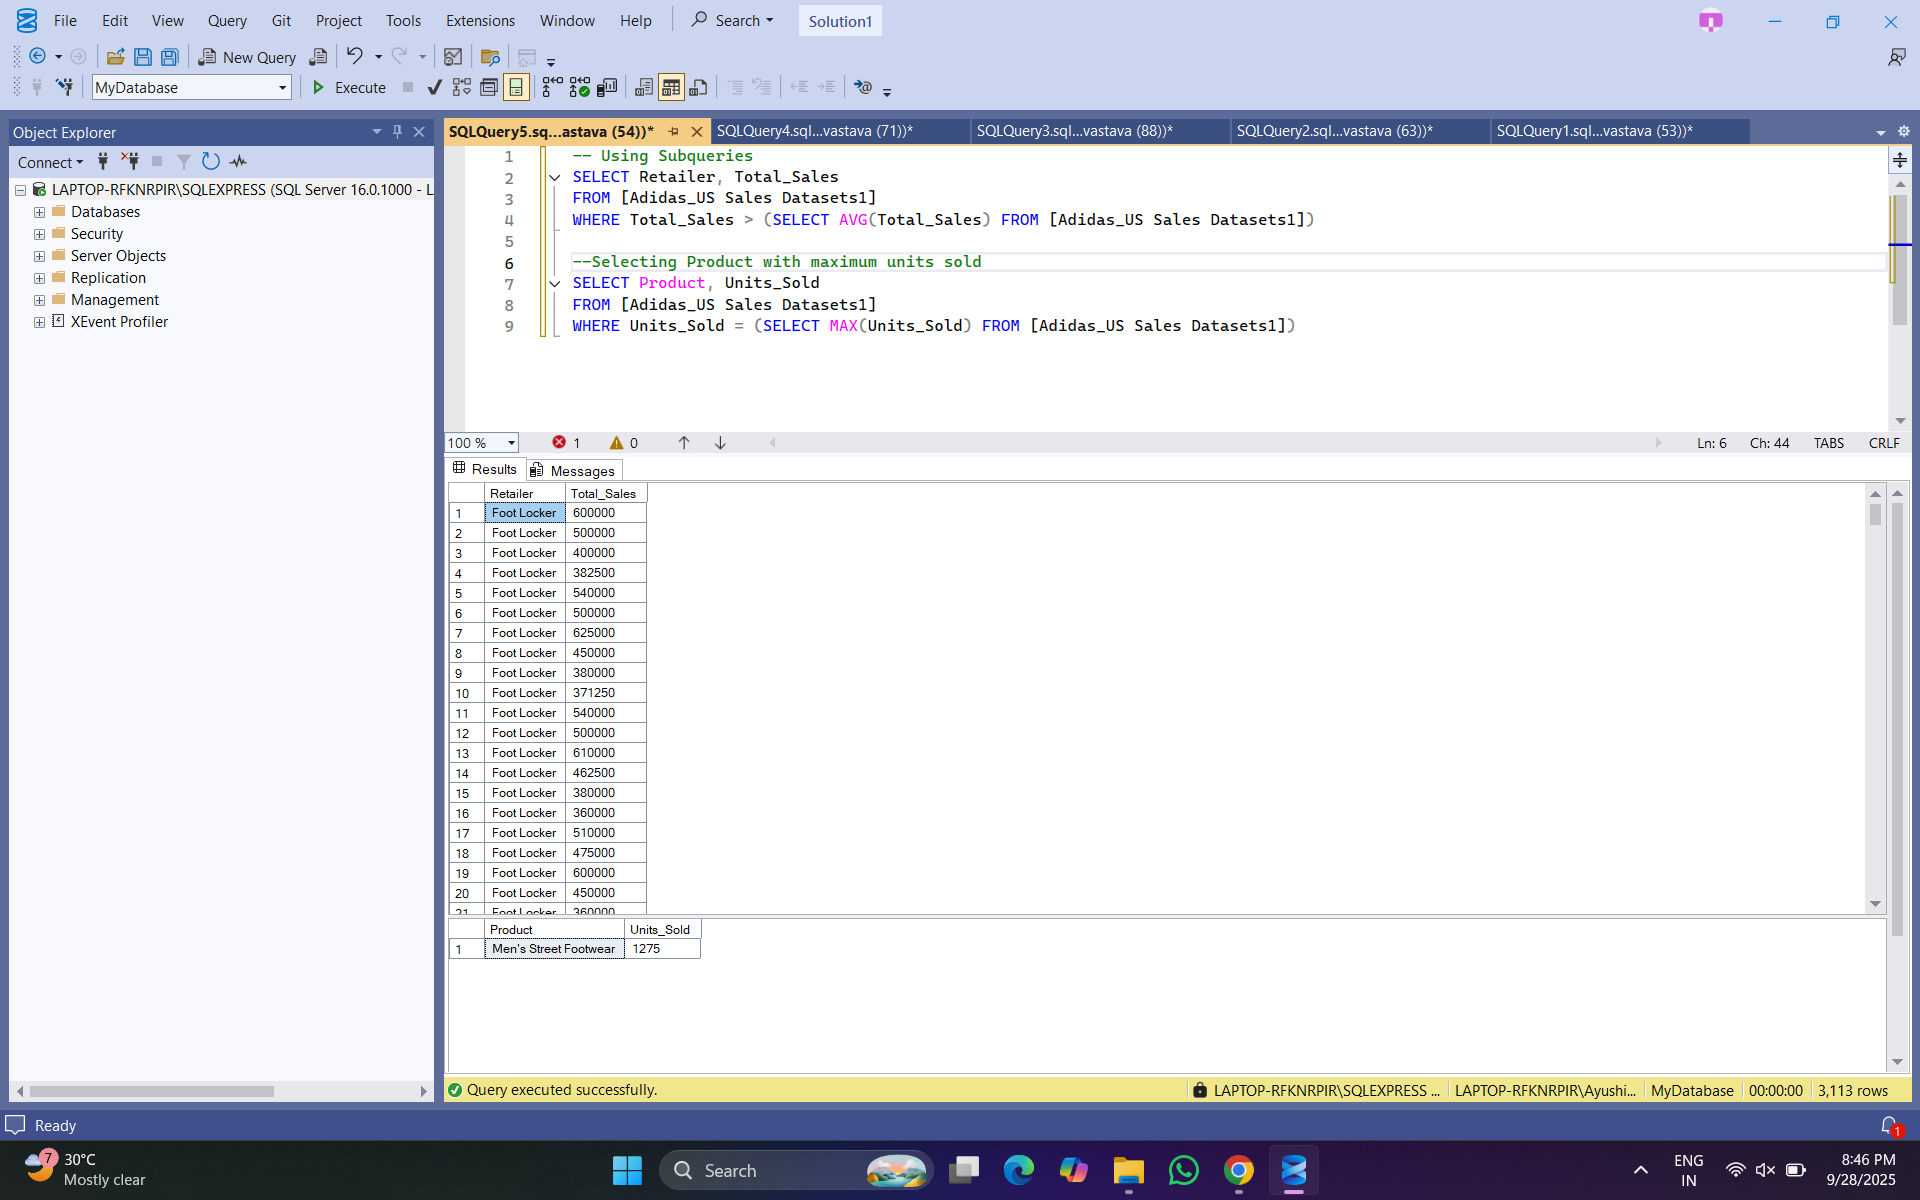 File Edit View Query Git Project Tools Extensions Window Help Search Solution1
New Query
MyDatabase Execute
Object Explorer
Connect
LAPTOP-RFKNRPIR\SQLEXPRESS (SQL Server 16.0.1000 - L
Databases
Security
Server Objects
Replication
Management
XEvent Profiler
SQLQuery5.sq...astava (54))* SQLQuery4.sql...vastava (71))* SQLQuery3.sql...vastava (88))* SQLQuery2.sql...vastava (63))* SQLQuery1.sql...vastava (53))*
1 -- Using Subqueries
2 SELECT Retailer, Total_Sales
3 FROM [Adidas_US Sales Datasets1]
4 WHERE Total_Sales > (SELECT AVG(Total_Sales) FROM [Adidas_US Sales Datasets1])
5
6 --Selecting Product with maximum units sold
7 SELECT Product, Units_Sold
8 FROM [Adidas_US Sales Datasets1]
9 WHERE Units_Sold = (SELECT MAX(Units_Sold) FROM [Adidas_US Sales Datasets1])
100 % 1 0 Ln: 6 Ch: 44 TABS CRLF
Results Messages
Retailer Total_Sales
1 Foot Locker 600000
2 Foot Locker 500000
3 Foot Locker 400000
4 Foot Locker 382500
5 Foot Locker 540000
6 Foot Locker 500000
7 Foot Locker 625000
8 Foot Locker 450000
9 Foot Locker 380000
10 Foot Locker 371250
11 Foot Locker 540000
12 Foot Locker 500000
13 Foot Locker 610000
14 Foot Locker 462500
15 Foot Locker 380000
16 Foot Locker 360000
17 Foot Locker 510000
18 Foot Locker 475000
19 Foot Locker 600000
20 Foot Locker 450000
21 Foot Locker 360000
Product Units_Sold
1 Men's Street Footwear 1275
Query executed successfully. LAPTOP-RFKNRPIR\SQLEXPRESS ... LAPTOP-RFKNRPIR\Ayushi... MyDatabase 00:00:00 3,113 rows
Ready 1
7 30°C
Mostly clear
Search
ENG
IN
8:46 PM
9/28/2025